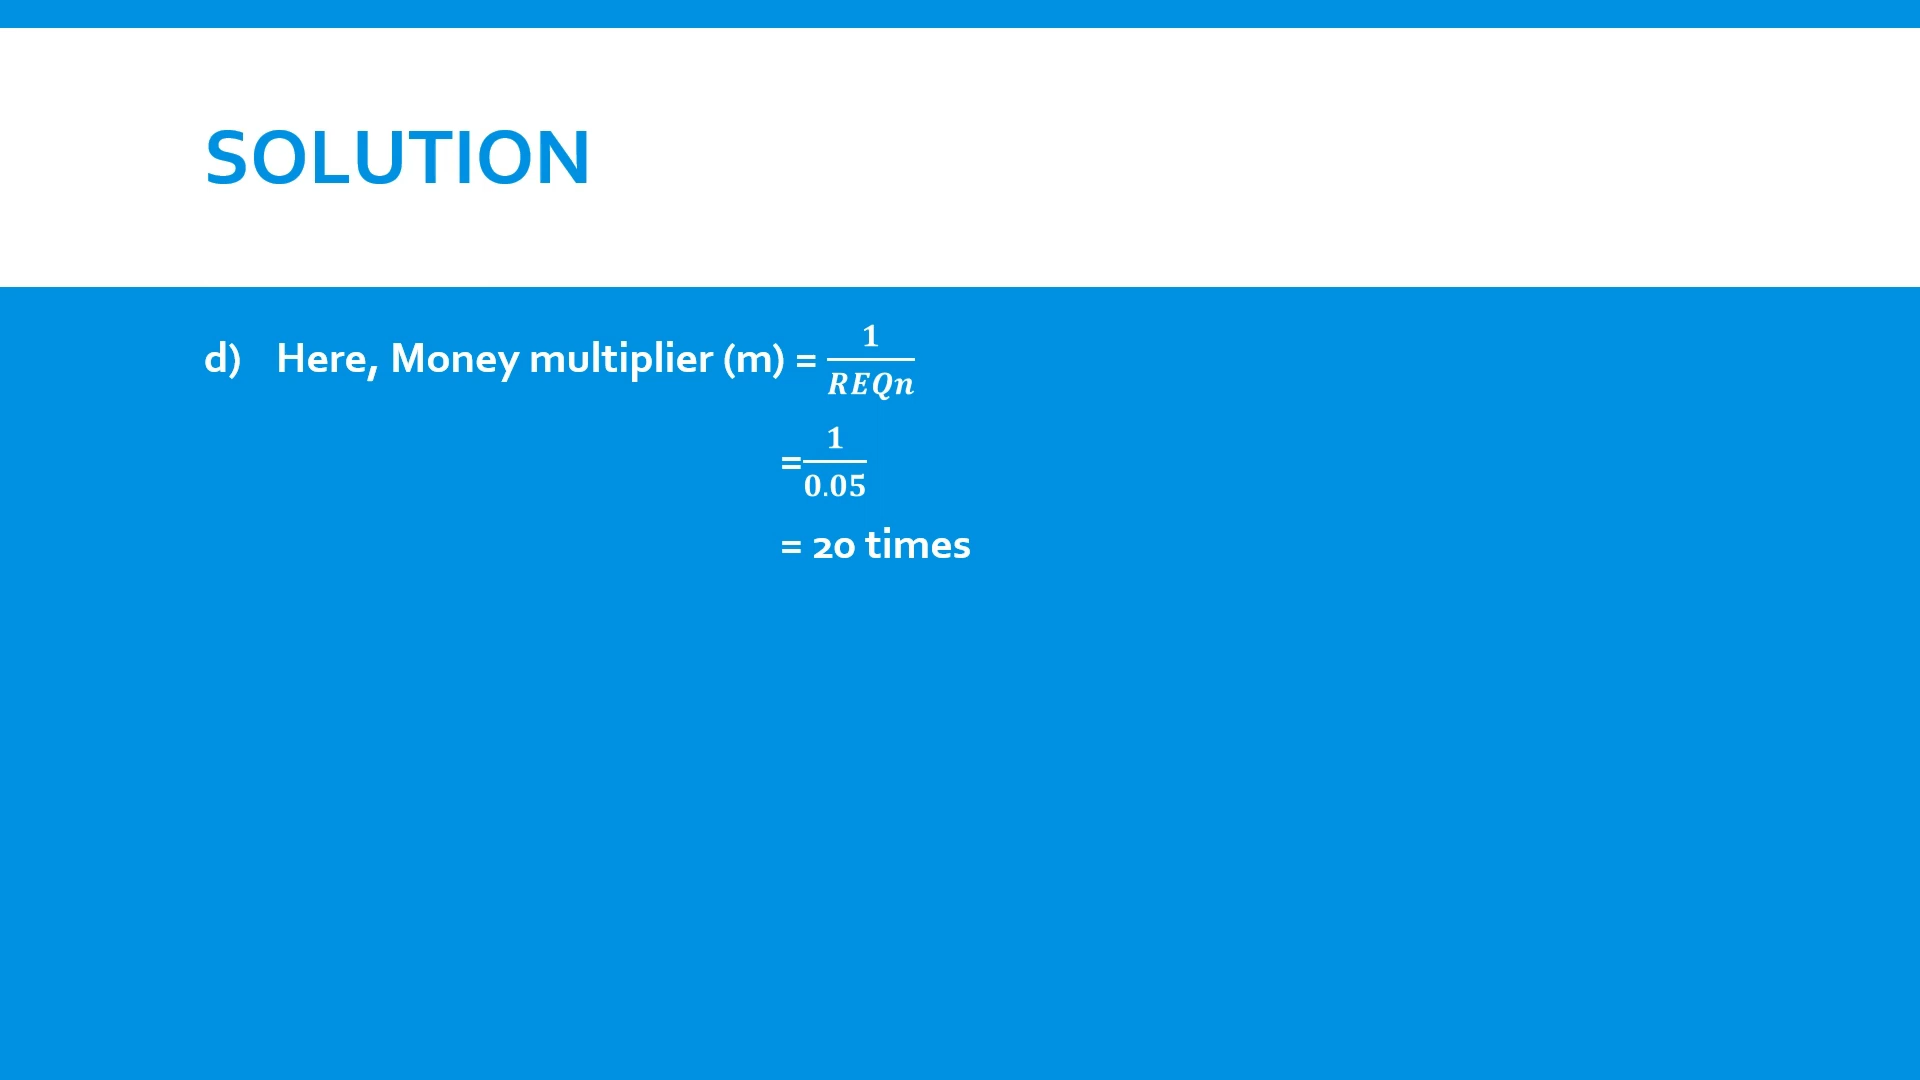 SOLUTION
d) Here, Money multiplier (m) = 1/REQn
= 1/0.05
= 20 times